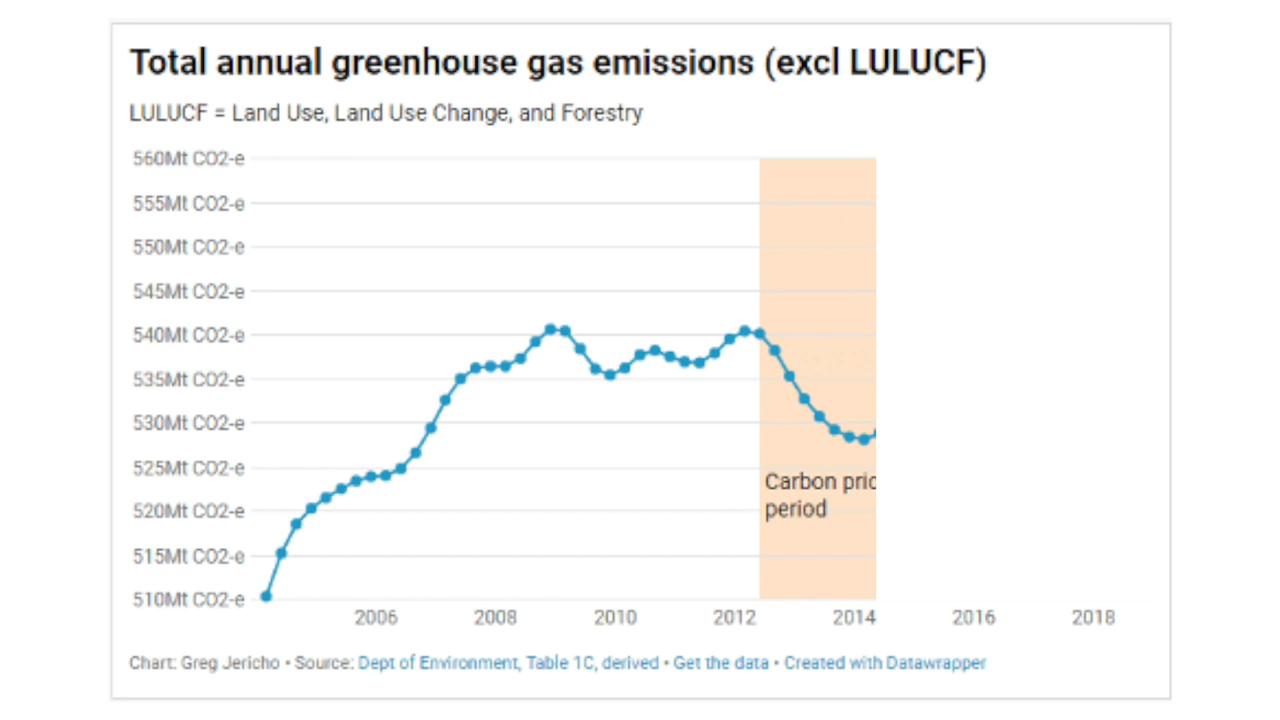 Total annual greenhouse gas emissions (excl LULUCF)
LULUCF = Land Use, Land Use Change, and Forestry
560Mt CO2-e
555Mt CO2-e
550Mt CO2-e
545Mt CO2-e
540Mt CO2-e
535Mt CO2-e
530Mt CO2-e
525Mt CO2-e
Carbon pric
period
520Mt CO2-e
515Mt CO2-e
510Mt CO2-e
2006 2008 2010 2012 2014 2016 2018
Chart: Greg Jericho • Source: Dept of Environment, Table 1C, derived • Get the data • Created with Datawrapper